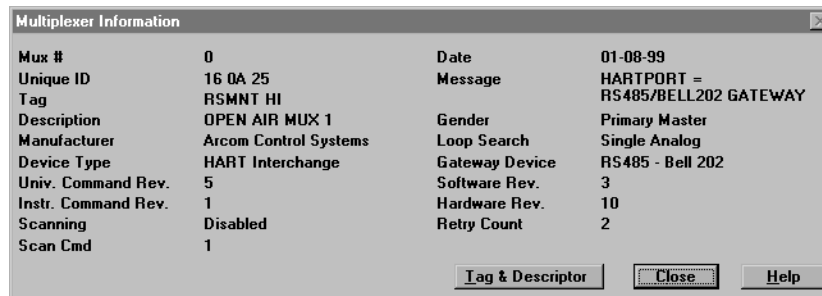 Multiplexer Information
Mux # 0 Date 01-08-99
Unique ID 16 0A 25 Message HARTPORT =
RS485/BELL202 GATEWAY
Tag RSMNT HI
Description OPEN AIR MUX 1 Gender Primary Master
Manufacturer Arcom Control Systems Loop Search Single Analog
Device Type HART Interchange Gateway Device RS485 - Bell 202
Univ. Command Rev. 5 Software Rev. 3
Instr. Command Rev. 1 Hardware Rev. 10
Scanning Disabled Retry Count 2
Scan Cmd 1
Tag & Descriptor Close Help